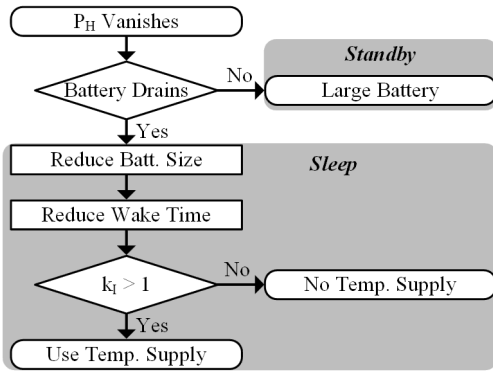 P_H Vanishes
Battery Drains
No
Standby
Large Battery
Yes
Reduce Batt. Size
Sleep
Reduce Wake Time
k_I > 1
No
No Temp. Supply
Yes
Use Temp. Supply